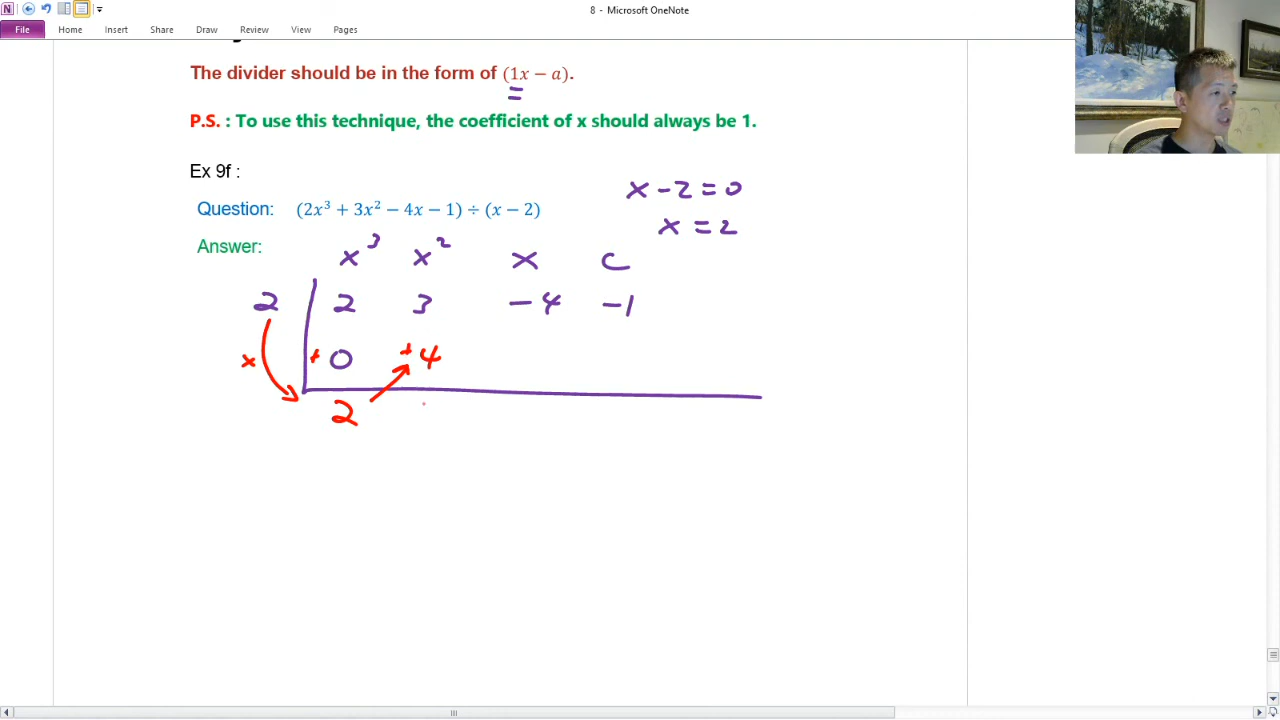 8 - Microsoft OneNote
File Home Insert Share Draw Review View Pages
The divider should be in the form of (1x − a).
P.S. : To use this technique, the coefficient of x should always be 1.
Ex 9f :
x - 2 = 0
Question: (2x³ + 3x² − 4x − 1) ÷ (x − 2)
x = 2
Answer:
x³ x² x c
2 2 3 -4 -1
x + 0 + 4
2